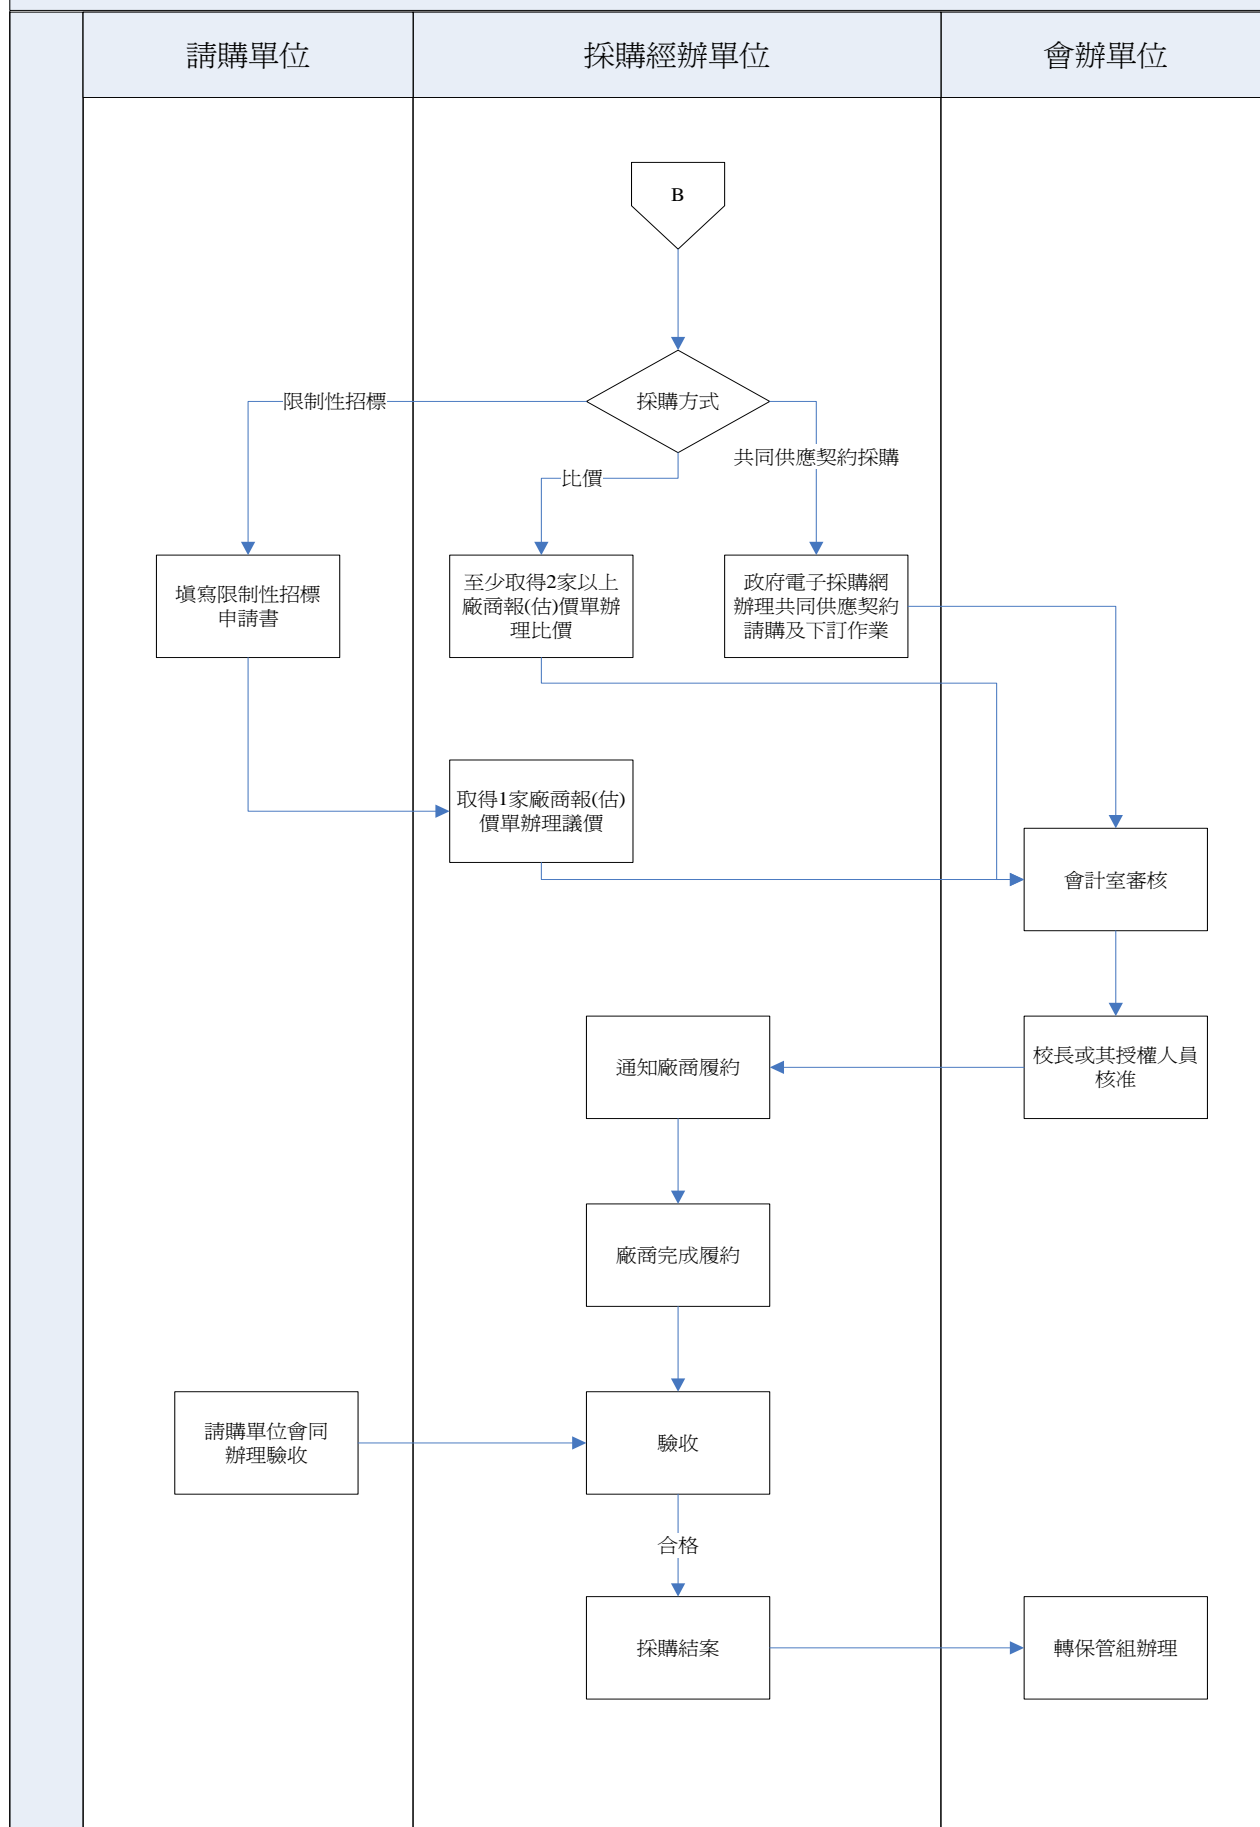 請購單位
採購經辦單位
會辦單位
B
採購方式
限制性招標
共同供應契約採購
比價
填寫限制性招標
申請書
至少取得2家以上
廠商報(估)價單辦
理比價
政府電子採購網
辦理共同供應契約
請購及下訂作業
取得1家廠商報(估)
價單辦理議價
會計室審核
通知廠商履約
校長或其授權人員
核准
廠商完成履約
請購單位會同
辦理驗收
驗收
合格
採購結案
轉保管組辦理